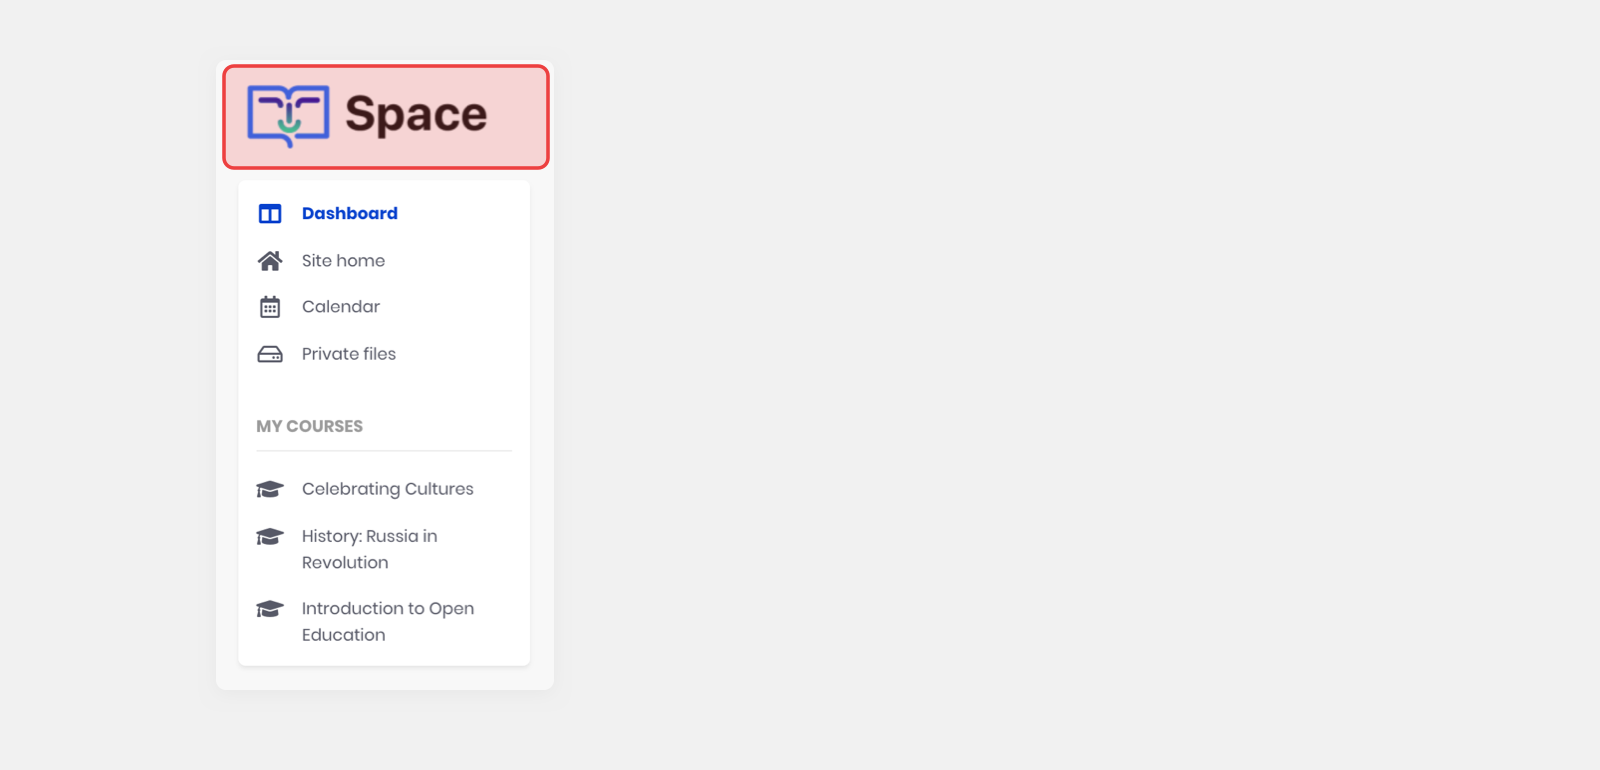 Space
Dashboard
Site home
Calendar
Private files
MY COURSES
Celebrating Cultures
History: Russia in
Revolution
Introduction to Open
Education